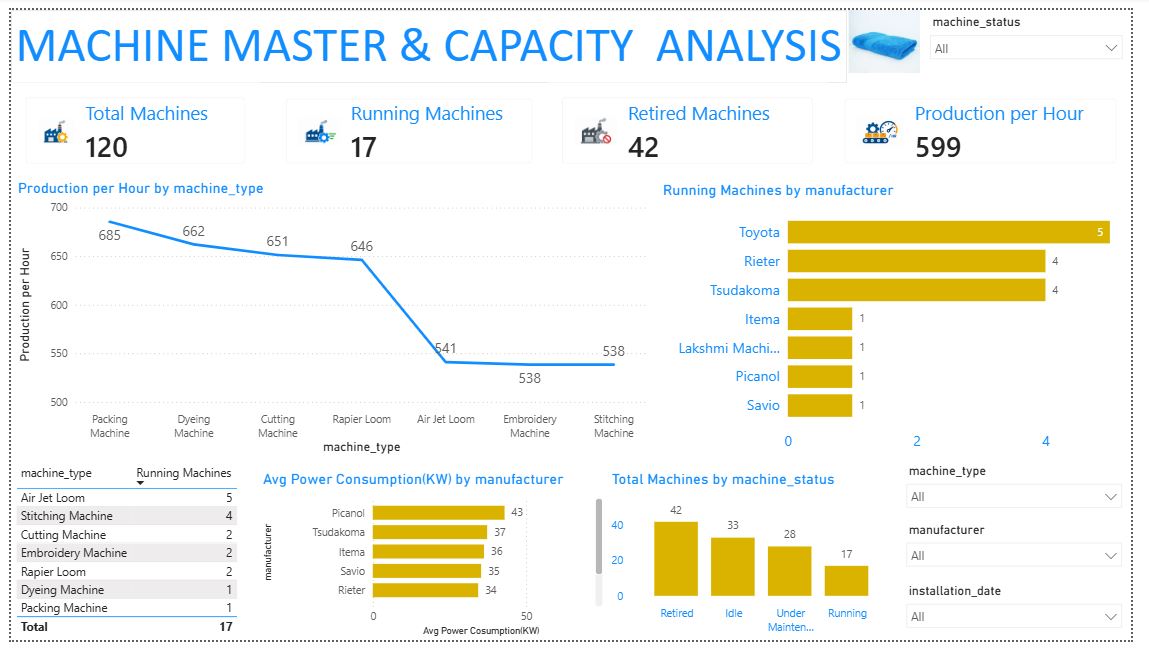 MACHINE MASTER & CAPACITY  ANALYSIS
machine_status
All
Total Machines
120
Running Machines
17
Retired Machines
42
Production per Hour
599
Production per Hour by machine_type
Production per Hour
700
650
600
550
500
685
662
651
646
541
538
538
Packing
Machine
Dyeing
Machine
Cutting
Machine
Rapier Loom
Air Jet Loom
Embroidery
Machine
Stitching
Machine
machine_type
Running Machines by manufacturer
Toyota 5
Rieter 4
Tsudakoma 4
Itema 1
Lakshmi Machi... 1
Picanol 1
Savio 1
0 2 4
machine_type Running Machines
Air Jet Loom 5
Stitching Machine 4
Cutting Machine 2
Embroidery Machine 2
Rapier Loom 2
Dyeing Machine 1
Packing Machine 1
Total 17
Avg Power Consumption(KW) by manufacturer
manufacturer
Picanol 43
Tsudakoma 37
Itema 36
Savio 35
Rieter 34
0 50
Avg Power Cosumption(KW)
Total Machines by machine_status
40
20
0
42
33
28
17
Retired
Idle
Under
Mainten...
Running
machine_type
All
manufacturer
All
installation_date
All